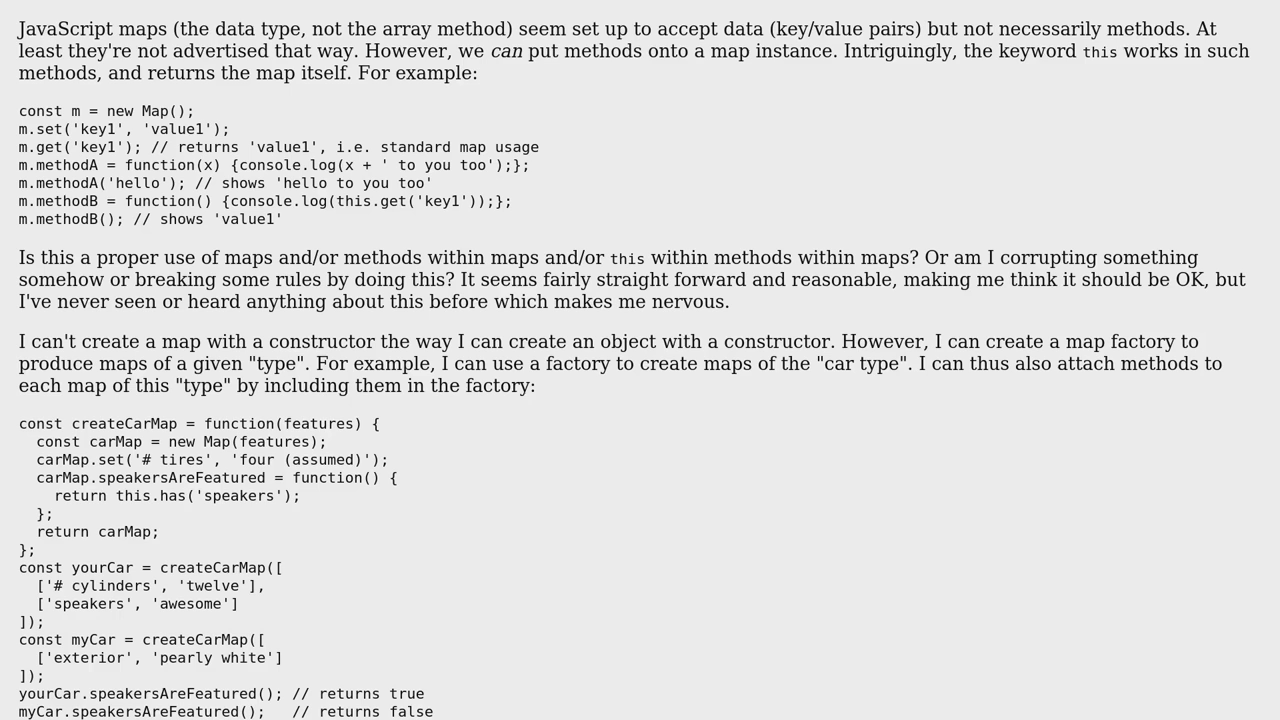 JavaScript maps (the data type, not the array method) seem set up to accept data (key/value pairs) but not necessarily methods. At
least they're not advertised that way. However, we can put methods onto a map instance. Intriguingly, the keyword this works in such
methods, and returns the map itself. For example:
const m = new Map();
m.set('key1', 'value1');
m.get('key1'); // returns 'value1', i.e. standard map usage
m.methodA = function(x) {console.log(x + ' to you too');};
m.methodA('hello'); // shows 'hello to you too'
m.methodB = function() {console.log(this.get('key1'));};
m.methodB(); // shows 'value1'
Is this a proper use of maps and/or methods within maps and/or this within methods within maps? Or am I corrupting something
somehow or breaking some rules by doing this? It seems fairly straight forward and reasonable, making me think it should be OK, but
I've never seen or heard anything about this before which makes me nervous.
I can't create a map with a constructor the way I can create an object with a constructor. However, I can create a map factory to
produce maps of a given "type". For example, I can use a factory to create maps of the "car type". I can thus also attach methods to
each map of this "type" by including them in the factory:
const createCarMap = function(features) {
  const carMap = new Map(features);
  carMap.set('# tires', 'four (assumed)');
  carMap.speakersAreFeatured = function() {
    return this.has('speakers');
  };
  return carMap;
};
const yourCar = createCarMap([
  ['# cylinders', 'twelve'],
  ['speakers', 'awesome']
]);
const myCar = createCarMap([
  ['exterior', 'pearly white']
]);
yourCar.speakersAreFeatured(); // returns true
myCar.speakersAreFeatured();   // returns false